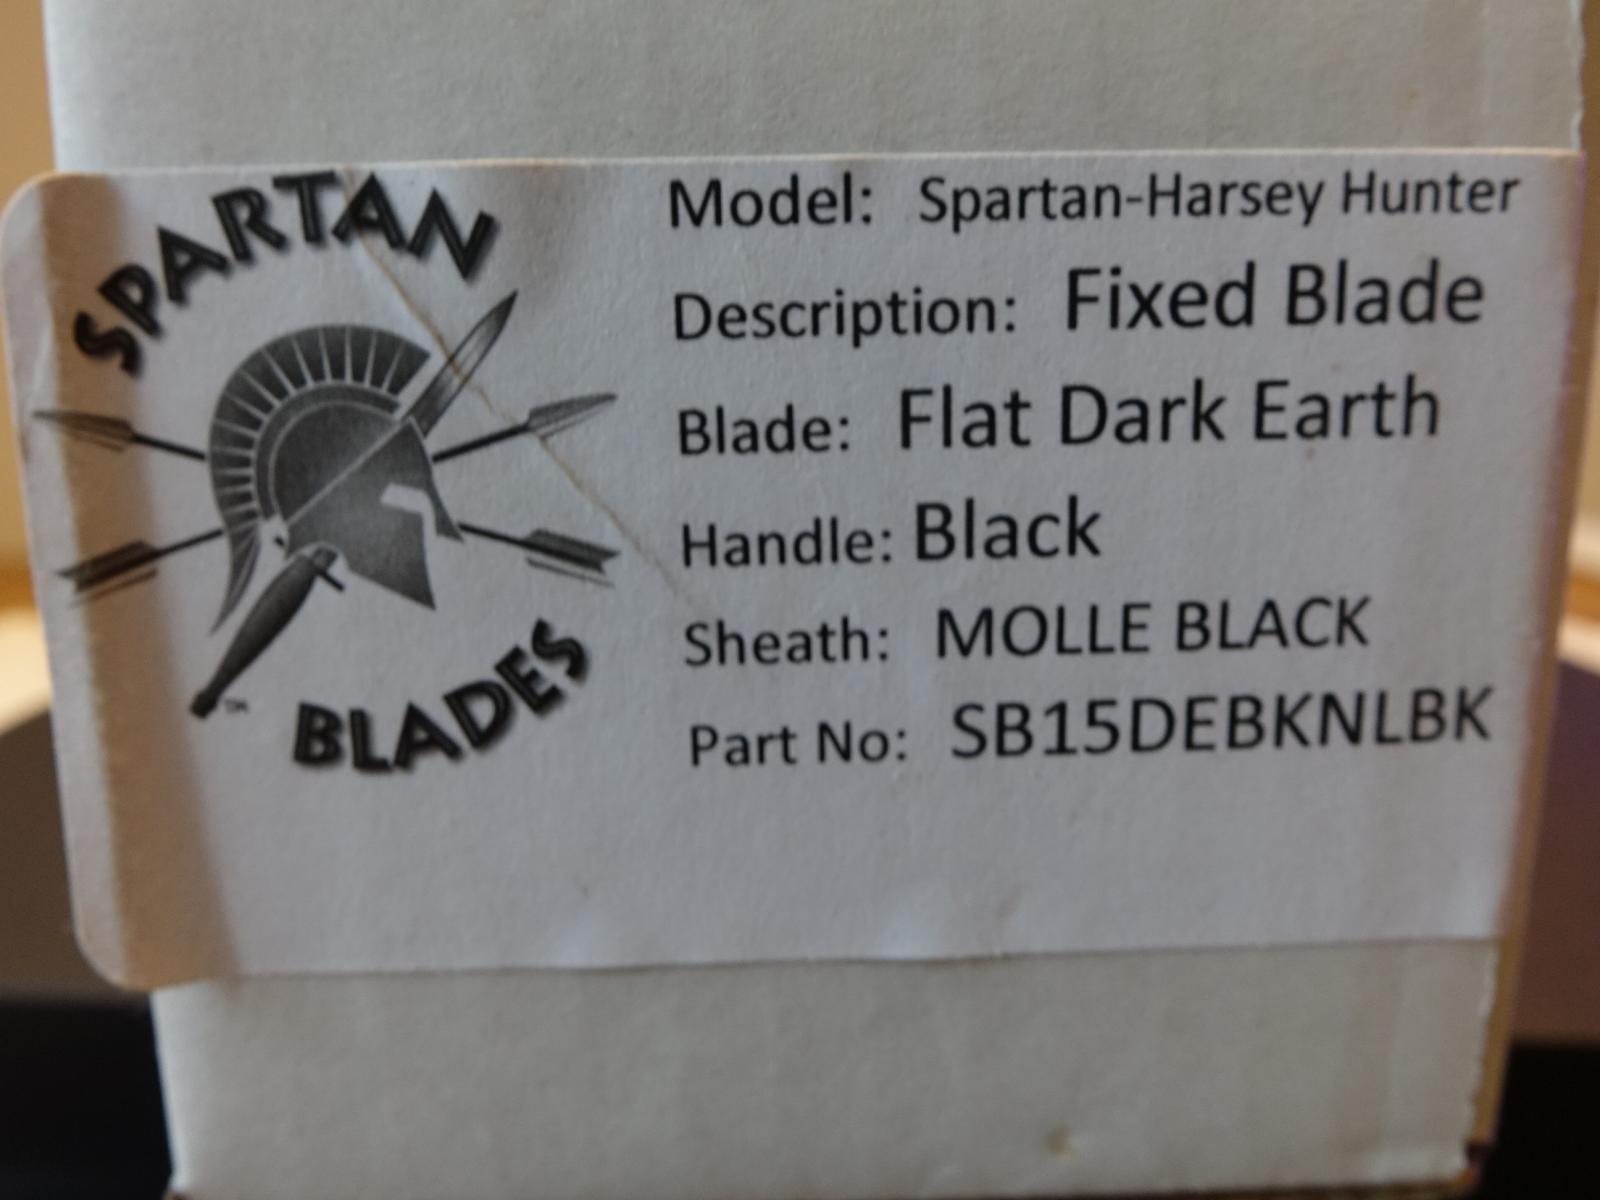 SPARTAN
BLADES
™
Model: Spartan-Harsey Hunter
Description: Fixed Blade
Blade: Flat Dark Earth
Handle: Black
Sheath: MOLLE BLACK
Part No: SB15DEBKNLBK